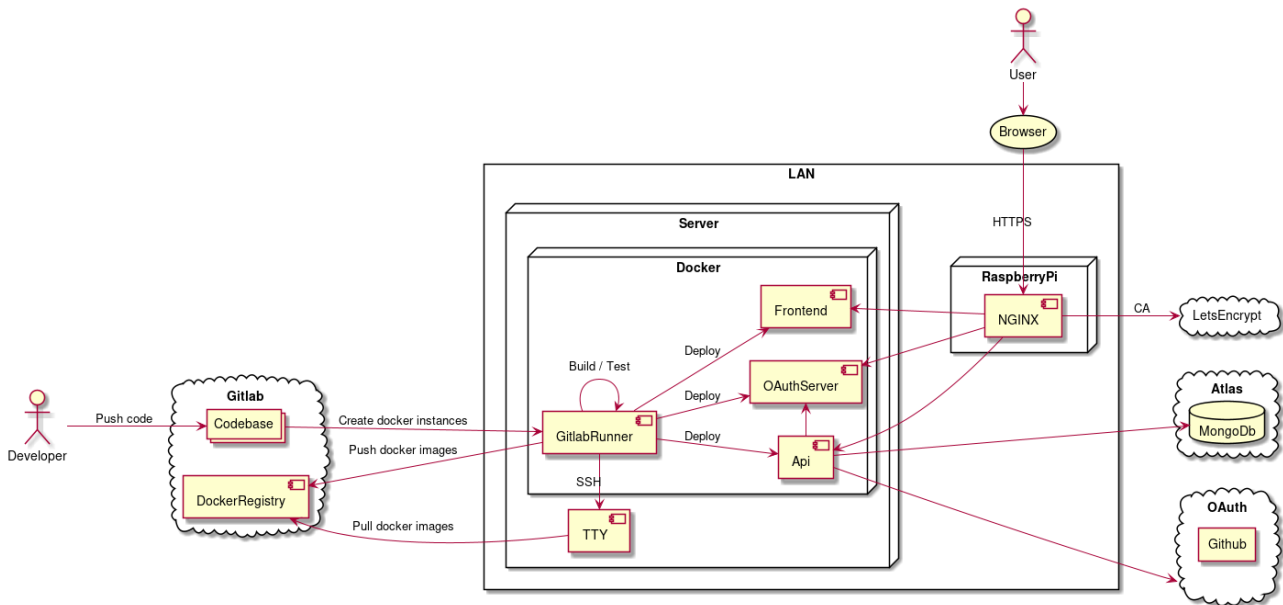 User
Browser
LAN
HTTPS
Server
Docker
RaspberryPi
Frontend
NGINX
CA
LetsEncrypt
Deploy
Build / Test
OAuthServer
Deploy
Atlas
MongoDb
Gitlab
Codebase
Push code
Developer
Create docker instances
GitlabRunner
Deploy
Api
Push docker images
DockerRegistry
SSH
Pull docker images
TTY
OAuth
Github